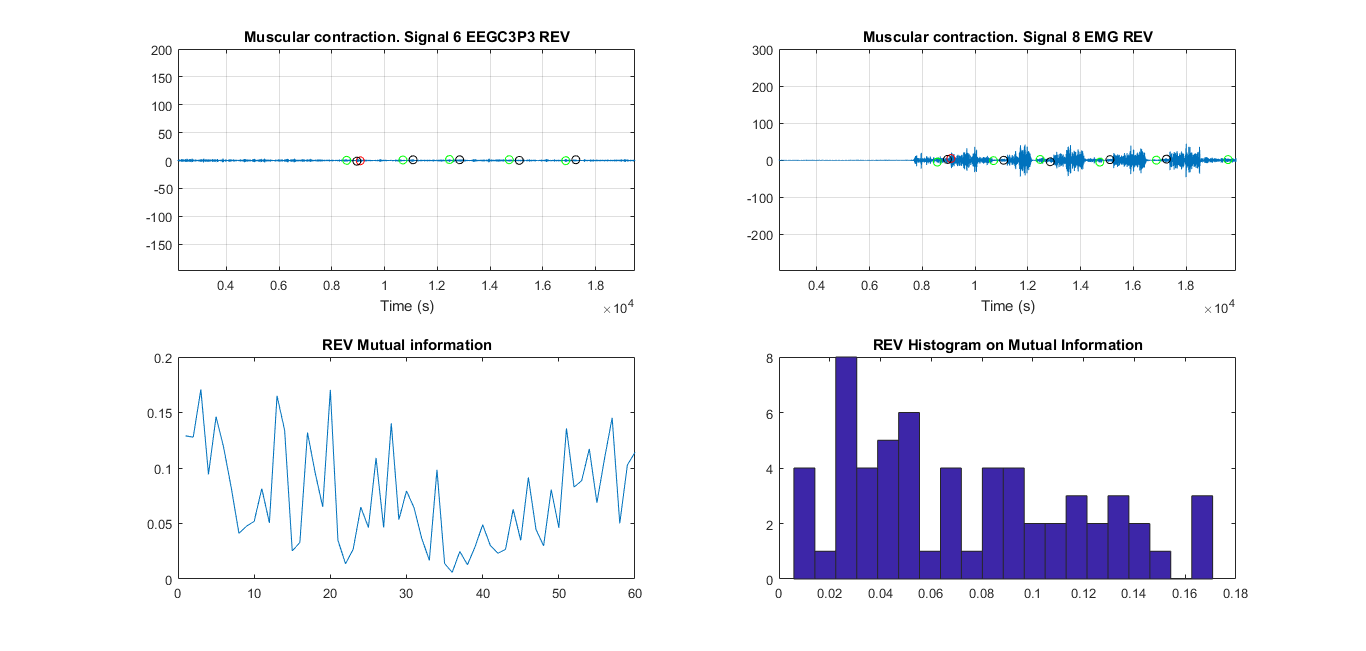 Muscular contraction. Signal 6 EEGC3P3 REV
200
150
100
50
0
-50
-100
-150
0.4 0.6 0.8 1 1.2 1.4 1.6 1.8
Time (s)
×10^4
Muscular contraction. Signal 8 EMG REV
300
200
100
0
-100
-200
0.4 0.6 0.8 1 1.2 1.4 1.6 1.8
Time (s)
×10^4
REV Mutual information
0.2
0.15
0.1
0.05
0
0 10 20 30 40 50 60
REV Histogram on Mutual Information
8
6
4
2
0
0 0.02 0.04 0.06 0.08 0.1 0.12 0.14 0.16 0.18